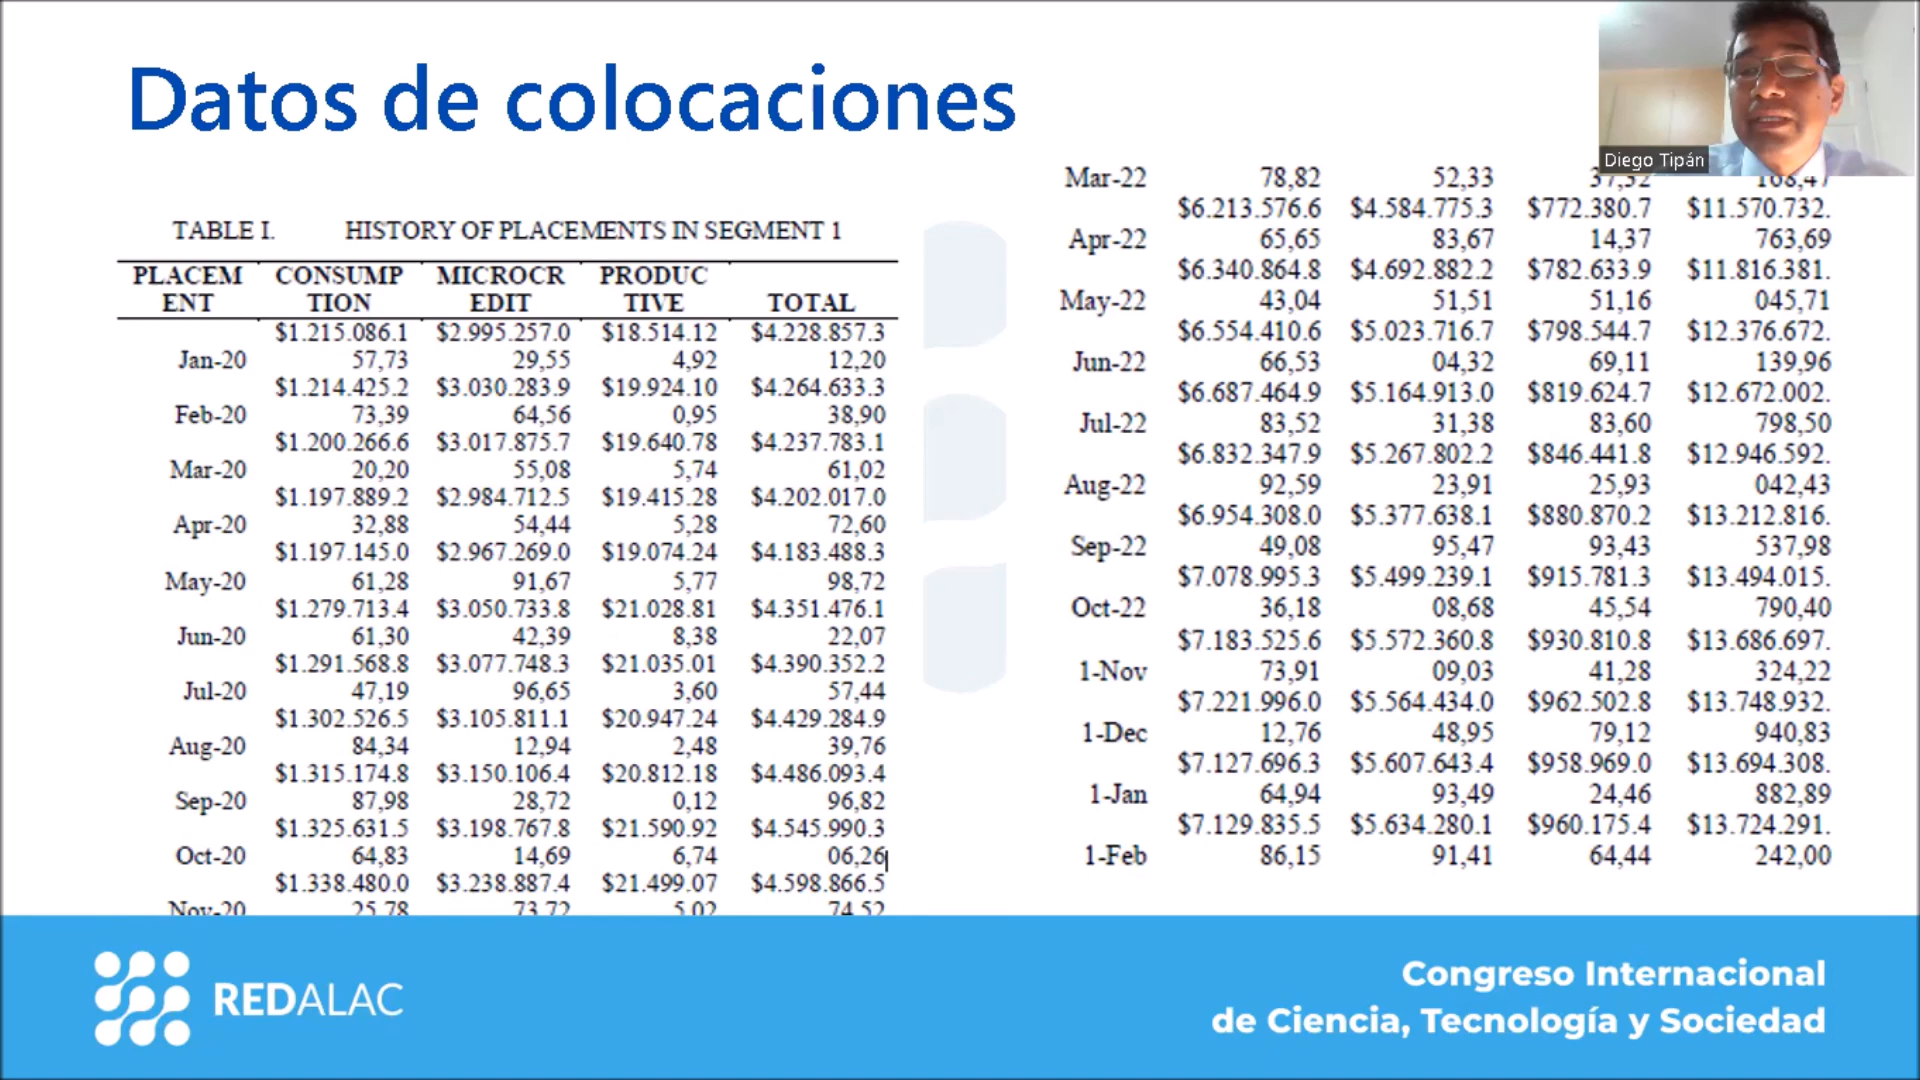 Datos de colocaciones
Diego Tipán
TABLE I. HISTORY OF PLACEMENTS IN SEGMENT 1
PLACEM CONSUMP MICROCR PRODUC
ENT TION EDIT TIVE TOTAL
$1.215.086.1 $2.995.257.0 $18.514.12 $4.228.857.3
Jan-20 57,73 29,55 4,92 12,20
$1.214.425.2 $3.030.283.9 $19.924.10 $4.264.633.3
Feb-20 73,39 64,56 0,95 38,90
$1.200.266.6 $3.017.875.7 $19.640.78 $4.237.783.1
Mar-20 20,20 55,08 5,74 61,02
$1.197.889.2 $2.984.712.5 $19.415.28 $4.202.017.0
Apr-20 32,88 54,44 5,28 72,60
$1.197.145.0 $2.967.269.0 $19.074.24 $4.183.488.3
May-20 61,28 91,67 5,77 98,72
$1.279.713.4 $3.050.733.8 $21.028.81 $4.351.476.1
Jun-20 61,30 42,39 8,38 22,07
$1.291.568.8 $3.077.748.3 $21.035.01 $4.390.352.2
Jul-20 47,19 96,65 3,60 57,44
$1.302.526.5 $3.105.811.1 $20.947.24 $4.429.284.9
Aug-20 84,34 12,94 2,48 39,76
$1.315.174.8 $3.150.106.4 $20.812.18 $4.486.093.4
Sep-20 87,98 28,72 0,12 96,82
$1.325.631.5 $3.198.767.8 $21.590.92 $4.545.990.3
Oct-20 64,83 14,69 6,74 06,26
$1.338.480.0 $3.238.887.4 $21.499.07 $4.598.866.5
Nov-20 25,78 73,72 5,02 74,52
Mar-22 78,82 52,33 37,32 168,47
$6.213.576.6 $4.584.775.3 $772.380.7 $11.570.732.
Apr-22 65,65 83,67 14,37 763,69
$6.340.864.8 $4.692.882.2 $782.633.9 $11.816.381.
May-22 43,04 51,51 51,16 045,71
$6.554.410.6 $5.023.716.7 $798.544.7 $12.376.672.
Jun-22 66,53 04,32 69,11 139,96
$6.687.464.9 $5.164.913.0 $819.624.7 $12.672.002.
Jul-22 83,52 31,38 83,60 798,50
$6.832.347.9 $5.267.802.2 $846.441.8 $12.946.592.
Aug-22 92,59 23,91 25,93 042,43
$6.954.308.0 $5.377.638.1 $880.870.2 $13.212.816.
Sep-22 49,08 95,47 93,43 537,98
$7.078.995.3 $5.499.239.1 $915.781.3 $13.494.015.
Oct-22 36,18 08,68 45,54 790,40
$7.183.525.6 $5.572.360.8 $930.810.8 $13.686.697.
1-Nov 73,91 09,03 41,28 324,22
$7.221.996.0 $5.564.434.0 $962.502.8 $13.748.932.
1-Dec 12,76 48,95 79,12 940,83
$7.127.696.3 $5.607.643.4 $958.969.0 $13.694.308.
1-Jan 64,94 93,49 24,46 882,89
$7.129.835.5 $5.634.280.1 $960.175.4 $13.724.291.
1-Feb 86,15 91,41 64,44 242,00
REDALAC
Congreso Internacional
de Ciencia, Tecnología y Sociedad